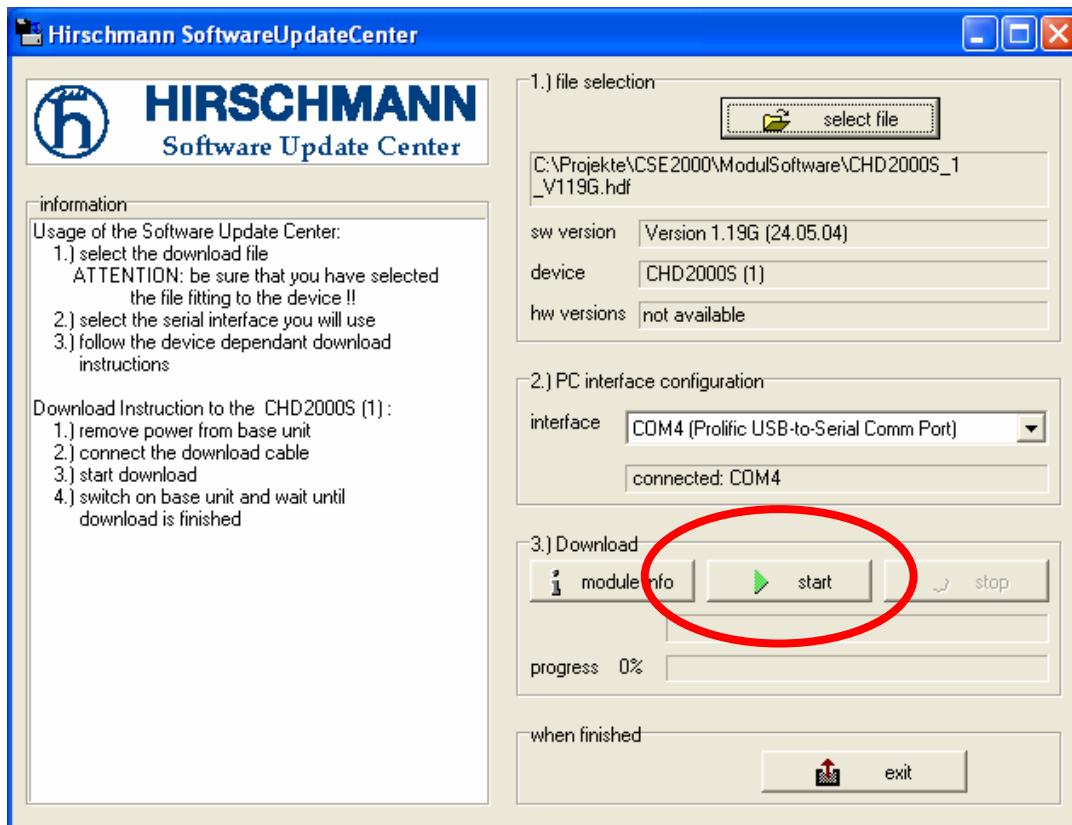 Hirschmann SoftwareUpdateCenter
HIRSCHMANN
Software Update Center
information
Usage of the Software Update Center:
1.) select the download file
ATTENTION: be sure that you have selected
the file fitting to the device !!
2.) select the serial interface you will use
3.) follow the device dependant download
instructions
Download Instruction to the CHD2000S (1) :
1.) remove power from base unit
2.) connect the download cable
3.) start download
4.) switch on base unit and wait until
download is finished
1.) file selection
select file
C:\Projekte\CSE2000\ModulSoftware\CHD2000S_1
_V119G.hdf
sw version Version 1.19G (24.05.04)
device CHD2000S (1)
hw versions not available
2.) PC interface configuration
interface COM4 (Prolific USB-to-Serial Comm Port)
connected: COM4
3.) Download
module info start stop
progress 0%
when finished
exit